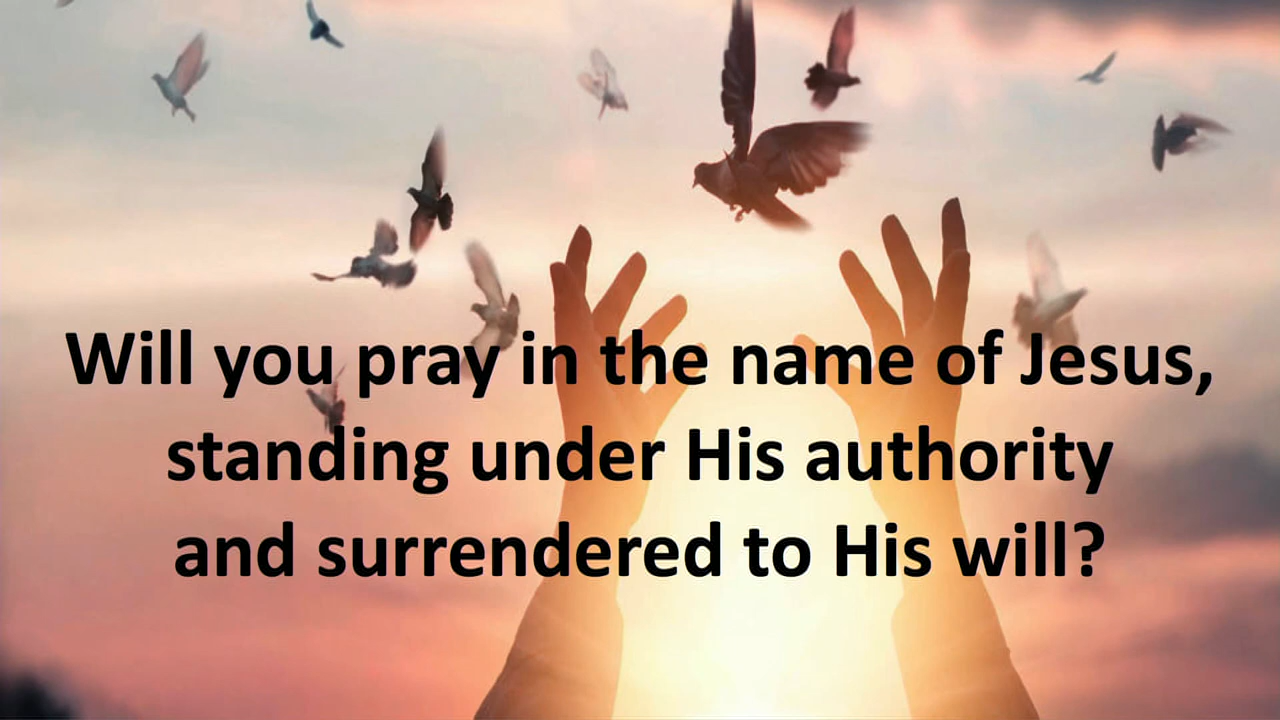 Will you pray in the name of Jesus,
standing under His authority
and surrendered to His will?